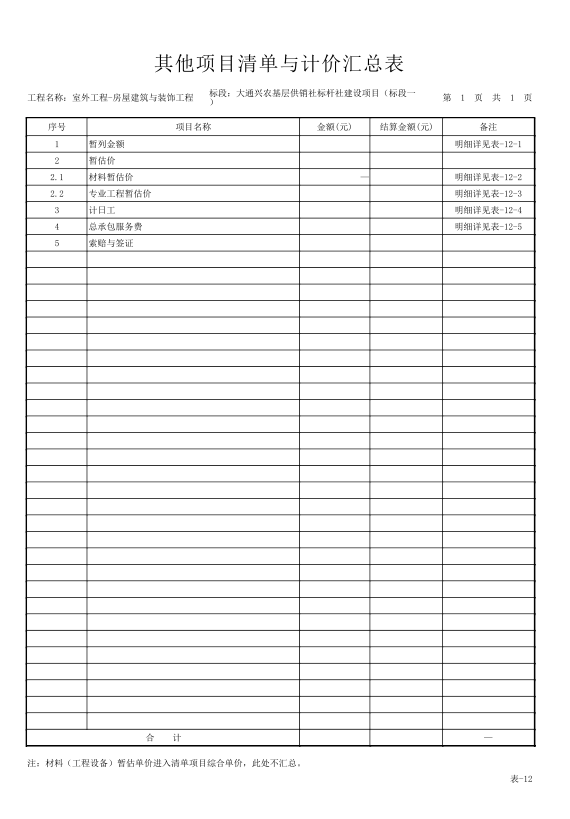 其他项目清单与计价汇总表
工程名称：室外工程-房屋建筑与装饰工程 标段：大通兴农基层供销社标杆社建设项目（标段一 第 1 页 共 1 页
）
序号 项目名称 金额(元) 结算金额(元) 备注
1 暂列金额 明细详见表-12-1
2 暂估价
2.1 材料暂估价 — 明细详见表-12-2
2.2 专业工程暂估价 明细详见表-12-3
3 计日工 明细详见表-12-4
4 总承包服务费 明细详见表-12-5
5 索赔与签证
合 计 —
注：材料（工程设备）暂估单价进入清单项目综合单价，此处不汇总。
表-12